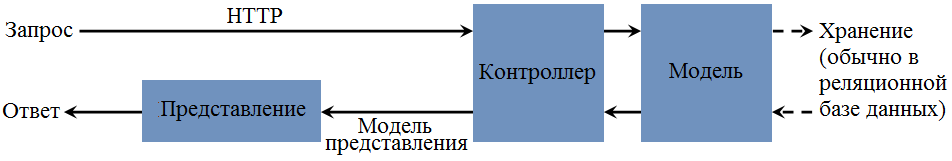 HTTP
Запрос
Контроллер
Модель
Хранение
(обычно в
реляционной
базе данных)
Ответ
Представление
Модель
представления